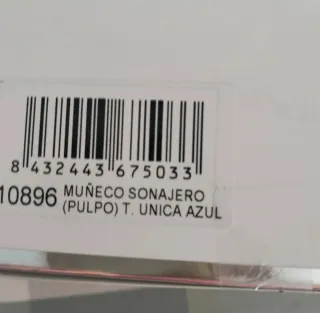 8 432443 675033
10896 MUÑECO SONAJERO
(PULPO) T. UNICA AZUL